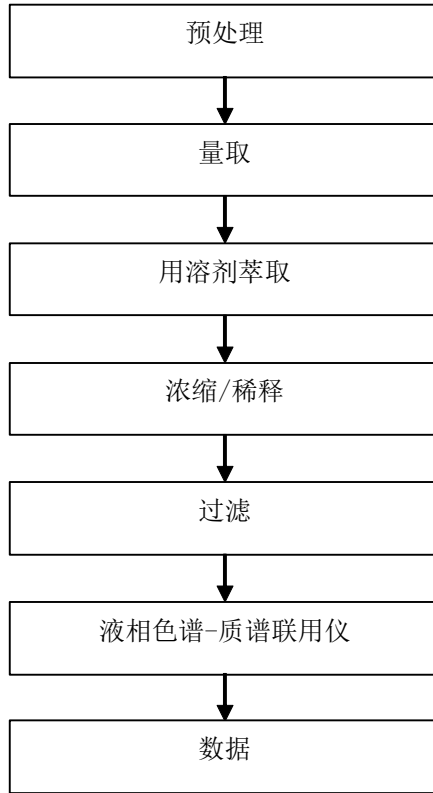 预处理
量取
用溶剂萃取
浓缩/稀释
过滤
液相色谱-质谱联用仪
数据